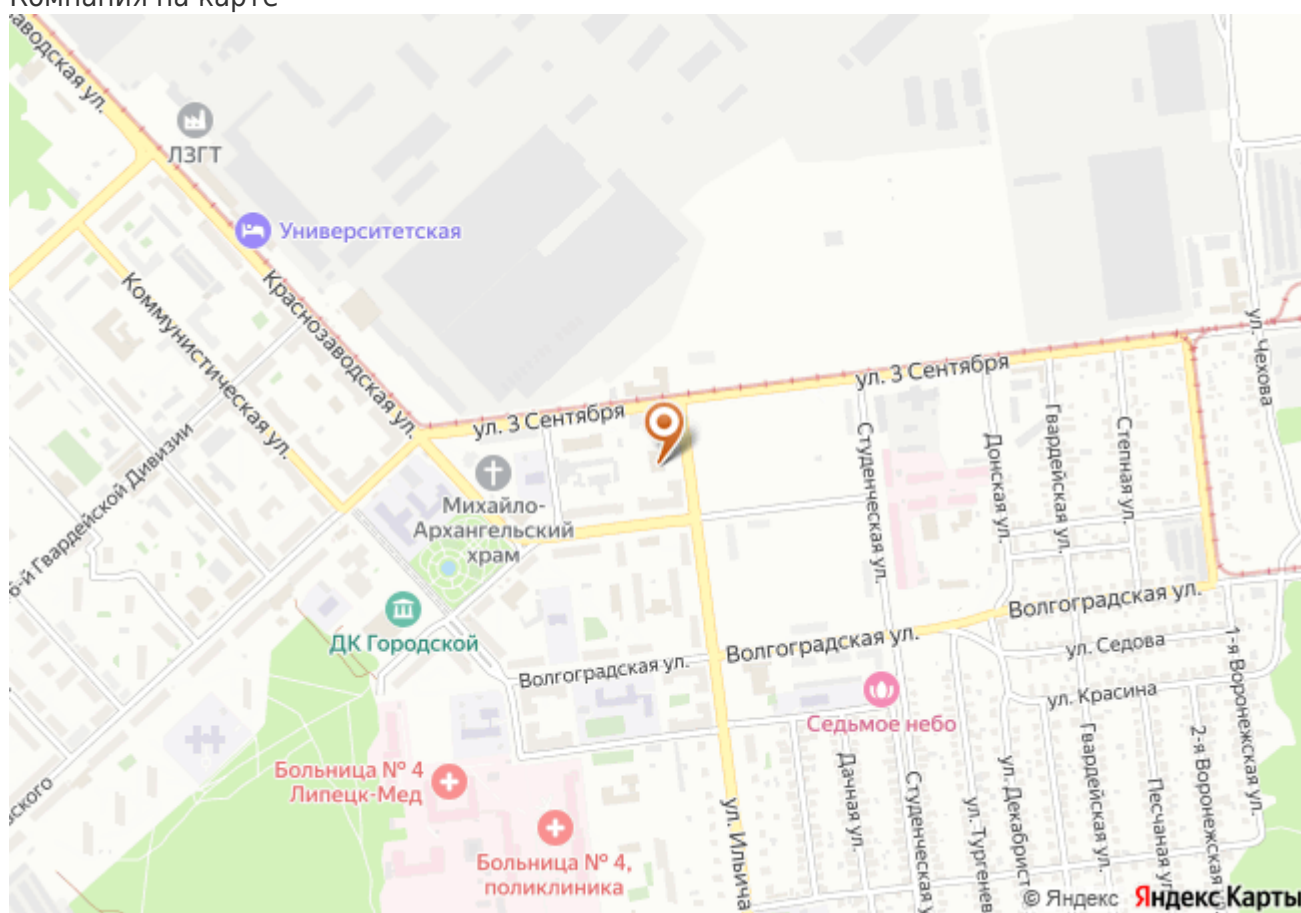 Компания на карте
заводская ул.
ЛЗГТ
Университетская
Краснозаводская ул.
Коммунистическая ул.
ул. Чехова
ул. 3 Сентября
ул. 3 Сентября
Гвардейская ул.
Степная ул.
Донская ул.
Студенческая ул.
й Гвардейской Дивизии
Михайло-
Архангельский
храм
ДК Городской
Волгоградская ул.
Волгоградская ул.
Волгоградская ул.
ул. Седова
ул. Красина
1-я Воронежская ул.
2-я Воронежская
Седьмое небо
Больница № 4
Липецк-Мед
Больница № 4,
поликлиника
ул. Ильича
Дачная ул.
Студенческая у
ул. Тургенев
ул. Декабрист
Гвардейская ул.
Песчаная ул
ского
© Яндекс Яндекс Карты